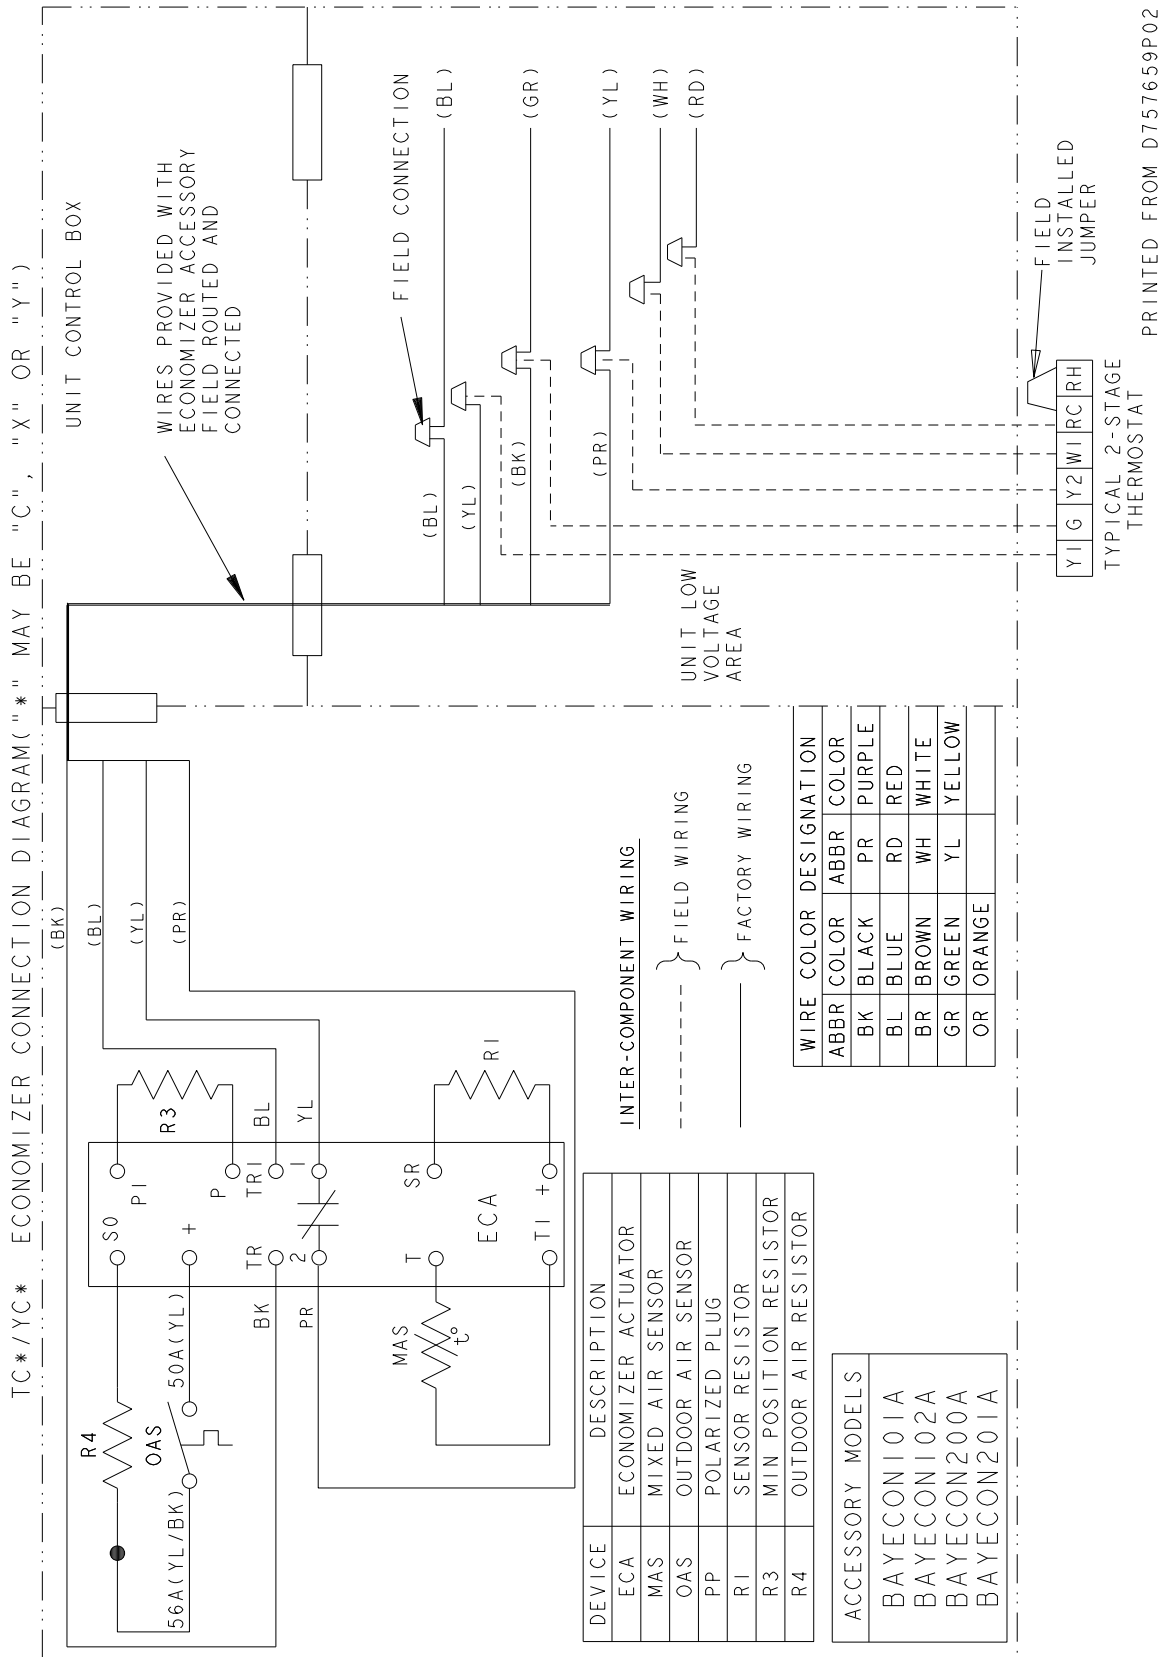 TC*/YC* ECONOMIZER CONNECTION DIAGRAM("*" MAY BE "C", "X" OR "Y")
UNIT CONTROL BOX
WIRES PROVIDED WITH
ECONOMIZER ACCESSORY
FIELD ROUTED AND
CONNECTED
(BK)
(BL)
(YL)
(PR)
R4
OAS
56A(YL/BK)
50A(YL)
S0
+
P1
P
R3
TR
TR1
BK
BL
2
1
PR
YL
MAS
t°
T
SR
ECA
T1
+
R1
FIELD CONNECTION
(BL)
(BL)
(YL)
(BK)
(GR)
(PR)
(YL)
(WH)
(RD)
UNIT LOW
VOLTAGE
AREA
Y1 G Y2 W1 RC RH
TYPICAL 2-STAGE
THERMOSTAT
FIELD
INSTALLED
JUMPER
INTER-COMPONENT WIRING
FIELD WIRING
FACTORY WIRING
DEVICE DESCRIPTION
ECA ECONOMIZER ACTUATOR
MAS MIXED AIR SENSOR
OAS OUTDOOR AIR SENSOR
PP POLARIZED PLUG
R1 SENSOR RESISTOR
R3 MIN POSITION RESISTOR
R4 OUTDOOR AIR RESISTOR
WIRE COLOR DESIGNATION
ABBR COLOR ABBR COLOR
BK BLACK PR PURPLE
BL BLUE RD RED
BR BROWN WH WHITE
GR GREEN YL YELLOW
OR ORANGE
ACCESSORY MODELS
BAYECON101A
BAYECON102A
BAYECON200A
BAYECON201A
PRINTED FROM D757659P02